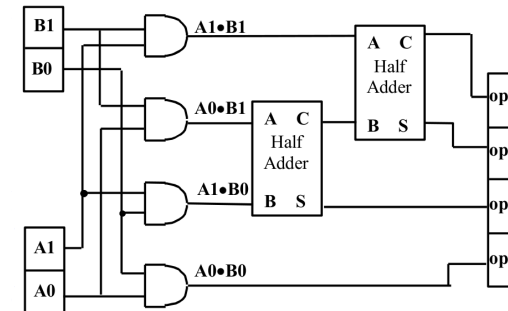 B1
B0
A1
A0
A1●B1
A0●B1
A1●B0
A0●B0
A C
Half
Adder
B S
A C
Half
Adder
B S
op
op
op
op